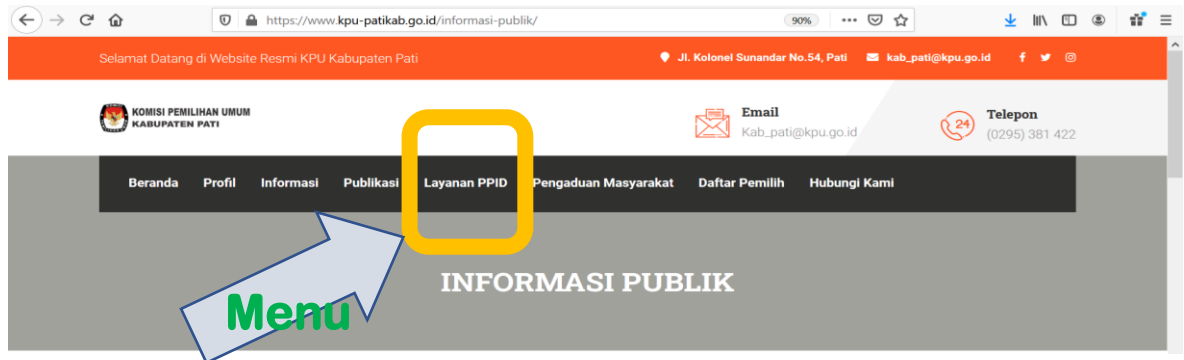 https://www.kpu-patikab.go.id/informasi-publik/ 90%
Selamat Datang di Website Resmi KPU Kabupaten Pati Jl. Kolonel Sunandar No.54, Pati kab_pati@kpu.go.id
KOMISI PEMILIHAN UMUM
KABUPATEN PATI
Email
Kab_pati@kpu.go.id
24
Telepon
(0295) 381 422
Beranda Profil Informasi Publikasi Layanan PPID Pengaduan Masyarakat Daftar Pemilih Hubungi Kami
INFORMASI PUBLIK
Menu